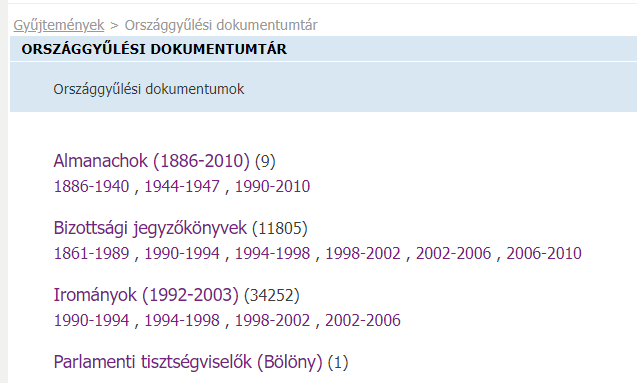 Gyűjtemények > Országgyűlési dokumentumtár
ORSZÁGGYŰLÉSI DOKUMENTUMTÁR
Országgyűlési dokumentumok
Almanachok (1886-2010) (9)
1886-1940 , 1944-1947 , 1990-2010
Bizottsági jegyzőkönyvek (11805)
1861-1989 , 1990-1994 , 1994-1998 , 1998-2002 , 2002-2006 , 2006-2010
Irományok (1992-2003) (34252)
1990-1994 , 1994-1998 , 1998-2002 , 2002-2006
Parlamenti tisztségviselők (Bölöny) (1)